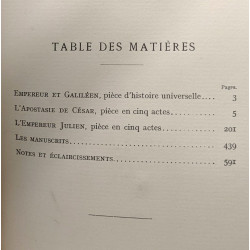 TABLE DES MATIÈRES
Pages.
EMPEREUR ET GALILÉEN, pièce d'histoire universelle.... 3
L'APOSTASIE DE CÉSAR, pièce en cinq actes............ 5
L'EMPEREUR JULIEN, pièce en cinq actes............ 201
LES MANUSCRITS............ 439
NOTES ET ÉCLAIRCISSEMENTS............ 591